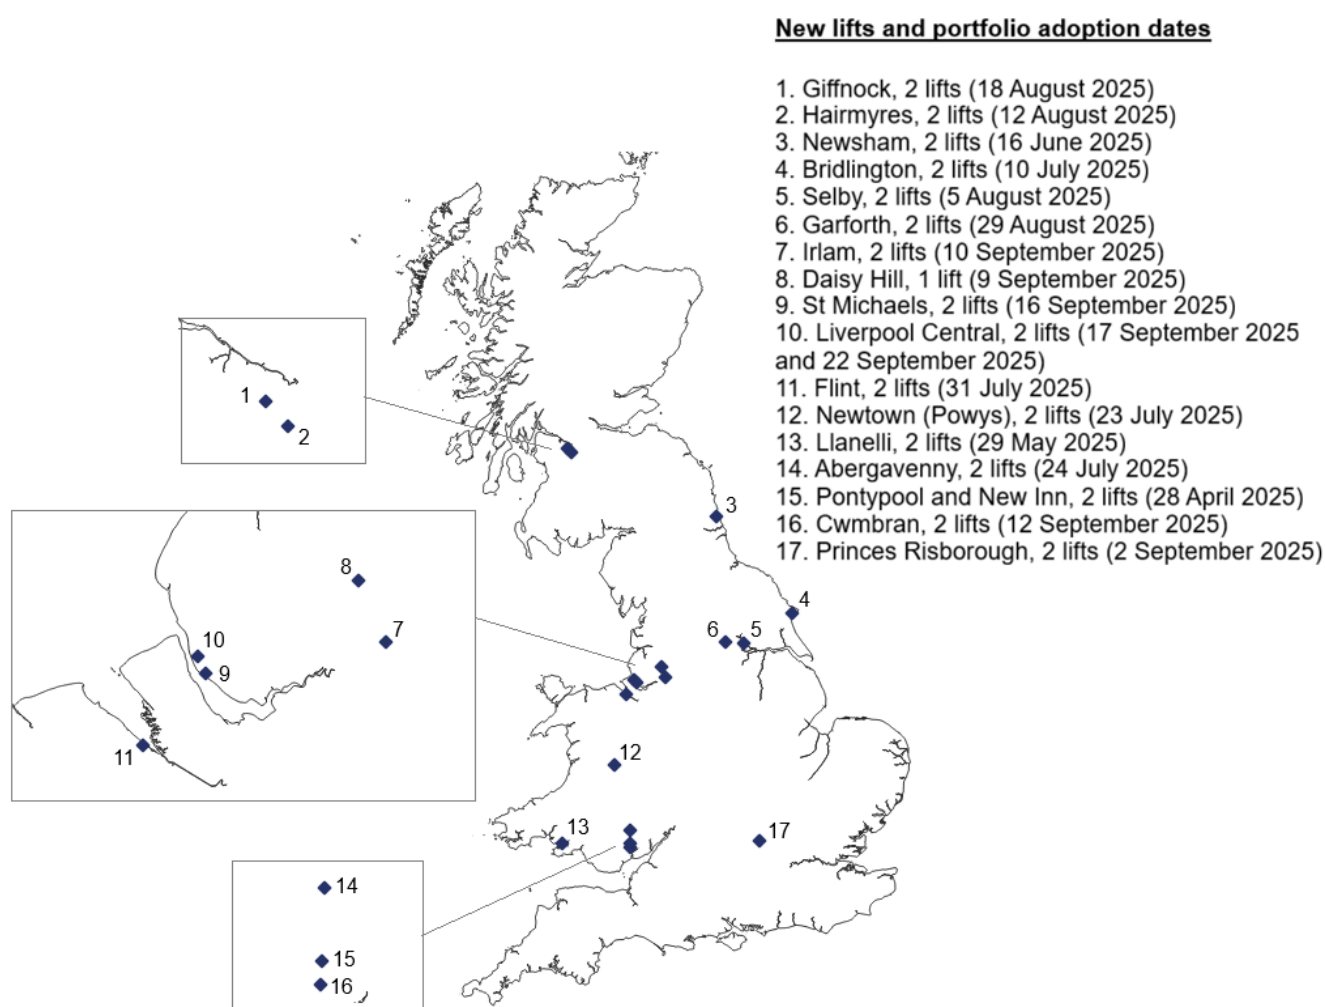 New lifts and portfolio adoption dates
1. Giffnock, 2 lifts (18 August 2025)
2. Hairmyres, 2 lifts (12 August 2025)
3. Newsham, 2 lifts (16 June 2025)
4. Bridlington, 2 lifts (10 July 2025)
5. Selby, 2 lifts (5 August 2025)
6. Garforth, 2 lifts (29 August 2025)
7. Irlam, 2 lifts (10 September 2025)
8. Daisy Hill, 1 lift (9 September 2025)
9. St Michaels, 2 lifts (16 September 2025)
10. Liverpool Central, 2 lifts (17 September 2025
and 22 September 2025)
11. Flint, 2 lifts (31 July 2025)
12. Newtown (Powys), 2 lifts (23 July 2025)
13. Llanelli, 2 lifts (29 May 2025)
14. Abergavenny, 2 lifts (24 July 2025)
15. Pontypool and New Inn, 2 lifts (28 April 2025)
16. Cwmbran, 2 lifts (12 September 2025)
17. Princes Risborough, 2 lifts (2 September 2025)
1
2
3
8
4
7
6
5
10
9
11
12
13
17
14
15
16